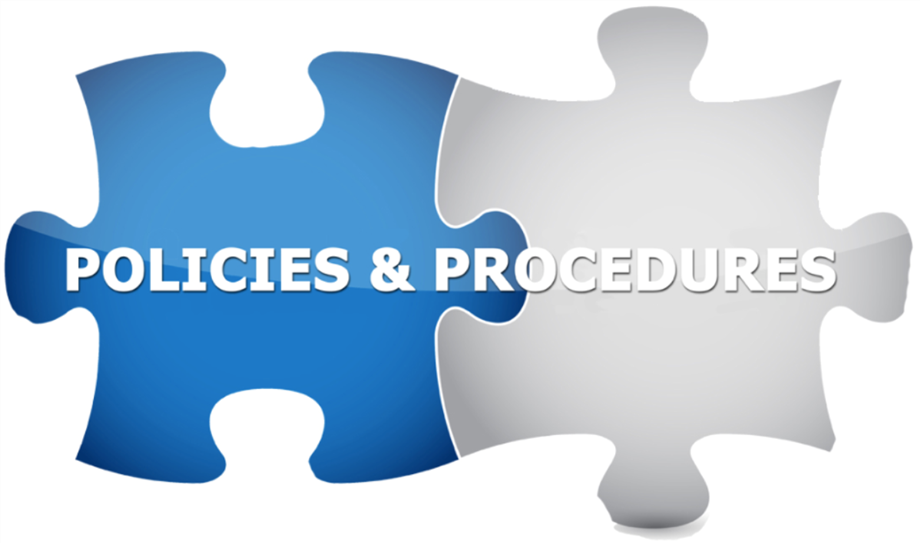 POLICIES & PROCEDURES